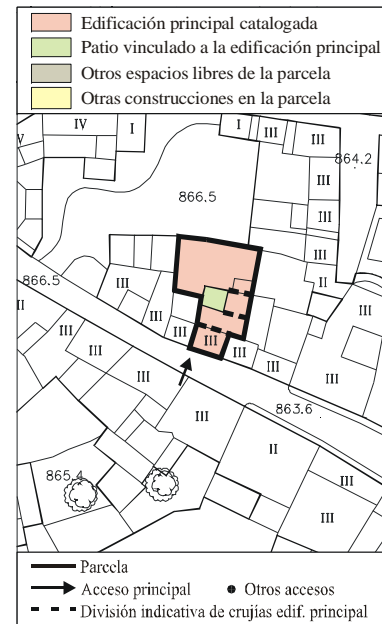 Edificación principal catalogada
Patio vinculado a la edificación principal
Otros espacios libres de la parcela
Otras construcciones en la parcela
IV
I
I
III
III
V
864.2
III
866.5
III
III
III
866.5
III
II
II
III
III
III
III
III
III
III
III
863.6
III
III
II
865.4
III
III
Parcela
Acceso principal
Otros accesos
División indicativa de crujías edif. principal